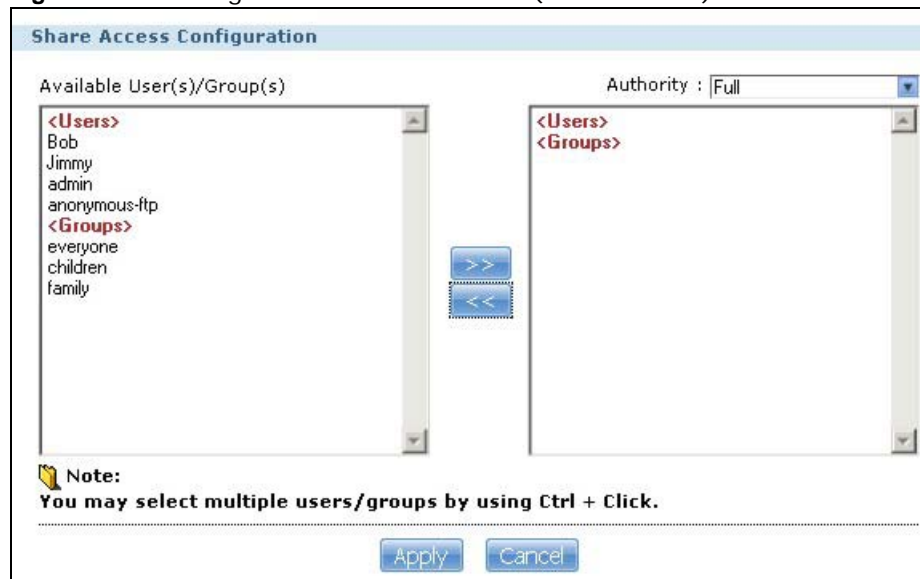 Share Access Configuration
Available User(s)/Group(s)
Authority : Full
<Users>
Bob
Jimmy
admin
anonymous-ftp
<Groups>
everyone
children
family
>>
<<
<Users>
<Groups>
Note:
You may select multiple users/groups by using Ctrl + Click.
Apply Cancel